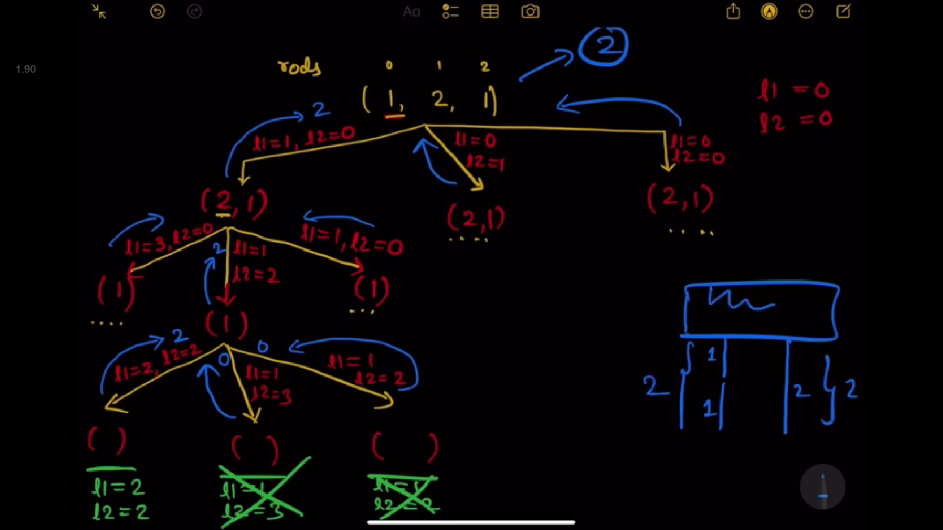 Aa
1.90
2
rods 0 1 2
(1, 2, 1)
l1 = 0
l2 = 0
2
l1=1, l2=0
l1=0
l2=1
l1=0
l2=0
(2,1)
(2,1)
....
(2,1)
.....
l1=3, l2=0
2
l1=1
l2=2
l1=1, l2=0
(1)
....
(1)
(1)
...
2
l1=2, l2=2
0
0
l1=1
l2=3
l1=1
l2=2
2
1
1
2
2
( )
( )
( )
l1=2
l2=2
l1=1
l2=3
l1=1
l2=2